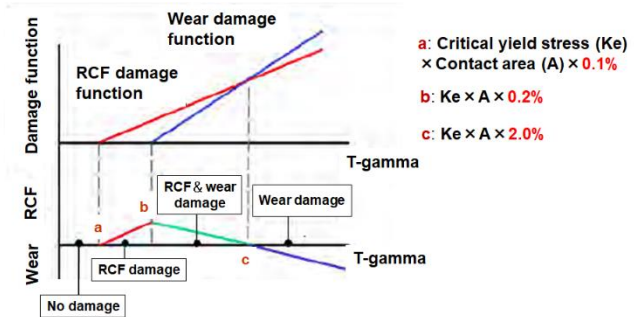 Wear damage
function
RCF damage
function
Damage function
T-gamma
a: Critical yield stress (Ke)
× Contact area (A) × 0.1%
b: Ke × A × 0.2%
c: Ke × A × 2.0%
RCF
Wear
a
b
c
RCF & wear
damage
Wear damage
T-gamma
RCF damage
No damage